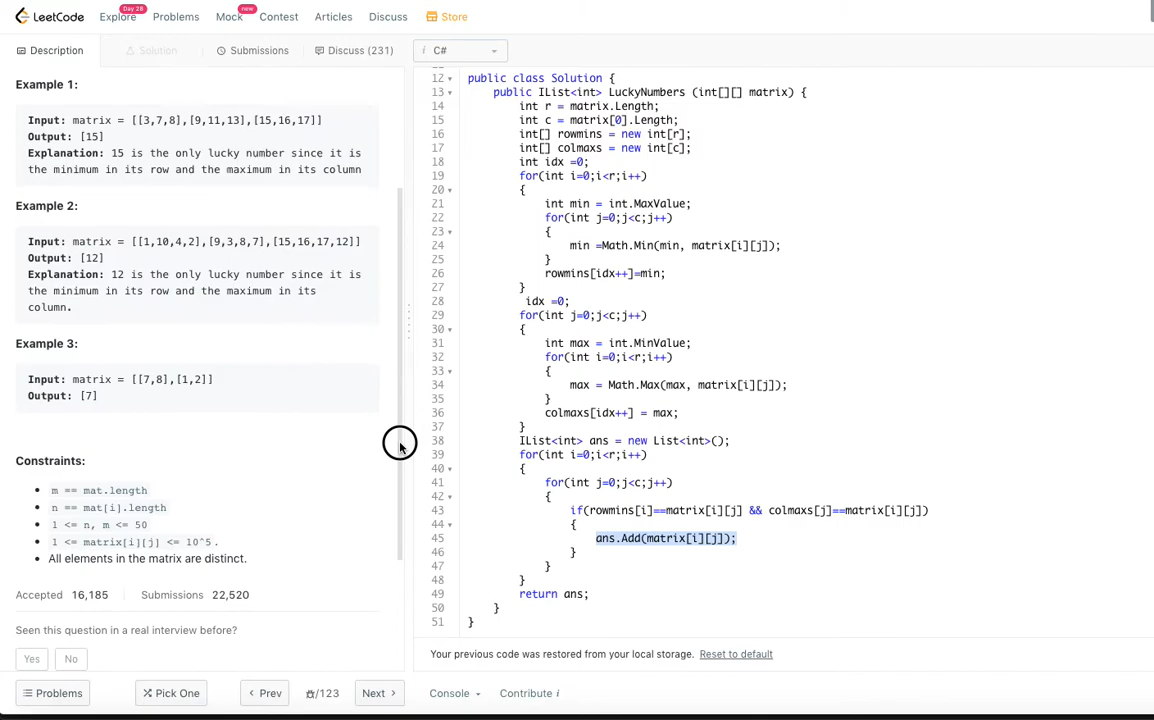 LeetCode Explore Day 28 Problems Mock new Contest Articles Discuss Store
Description Solution Submissions Discuss (231) i C#
Example 1:
Input: matrix = [[3,7,8],[9,11,13],[15,16,17]]
Output: [15]
Explanation: 15 is the only lucky number since it is
the minimum in its row and the maximum in its column
Example 2:
Input: matrix = [[1,10,4,2],[9,3,8,7],[15,16,17,12]]
Output: [12]
Explanation: 12 is the only lucky number since it is
the minimum in its row and the maximum in its
column.
Example 3:
Input: matrix = [[7,8],[1,2]]
Output: [7]
Constraints:
m == mat.length
n == mat[i].length
1 <= n, m <= 50
1 <= matrix[i][j] <= 10^5.
All elements in the matrix are distinct.
Accepted 16,185 Submissions 22,520
Seen this question in a real interview before?
Yes No
12 public class Solution {
13 public IList<int> LuckyNumbers (int[][] matrix) {
14 int r = matrix.Length;
15 int c = matrix[0].Length;
16 int[] rowmins = new int[r];
17 int[] colmaxs = new int[c];
18 int idx =0;
19 for(int i=0;i<r;i++)
20 {
21 int min = int.MaxValue;
22 for(int j=0;j<c;j++)
23 {
24 min =Math.Min(min, matrix[i][j]);
25 }
26 rowmins[idx++]=min;
27 }
28 idx =0;
29 for(int j=0;j<c;j++)
30 {
31 int max = int.MinValue;
32 for(int i=0;i<r;i++)
33 {
34 max = Math.Max(max, matrix[i][j]);
35 }
36 colmaxs[idx++] = max;
37 }
38 IList<int> ans = new List<int>();
39 for(int i=0;i<r;i++)
40 {
41 for(int j=0;j<c;j++)
42 {
43 if(rowmins[i]==matrix[i][j] && colmaxs[j]==matrix[i][j])
44 {
45 ans.Add(matrix[i][j]);
46 }
47 }
48 }
49 return ans;
50 }
51 }
Your previous code was restored from your local storage. Reset to default
Problems Pick One Prev /123 Next Console Contribute i